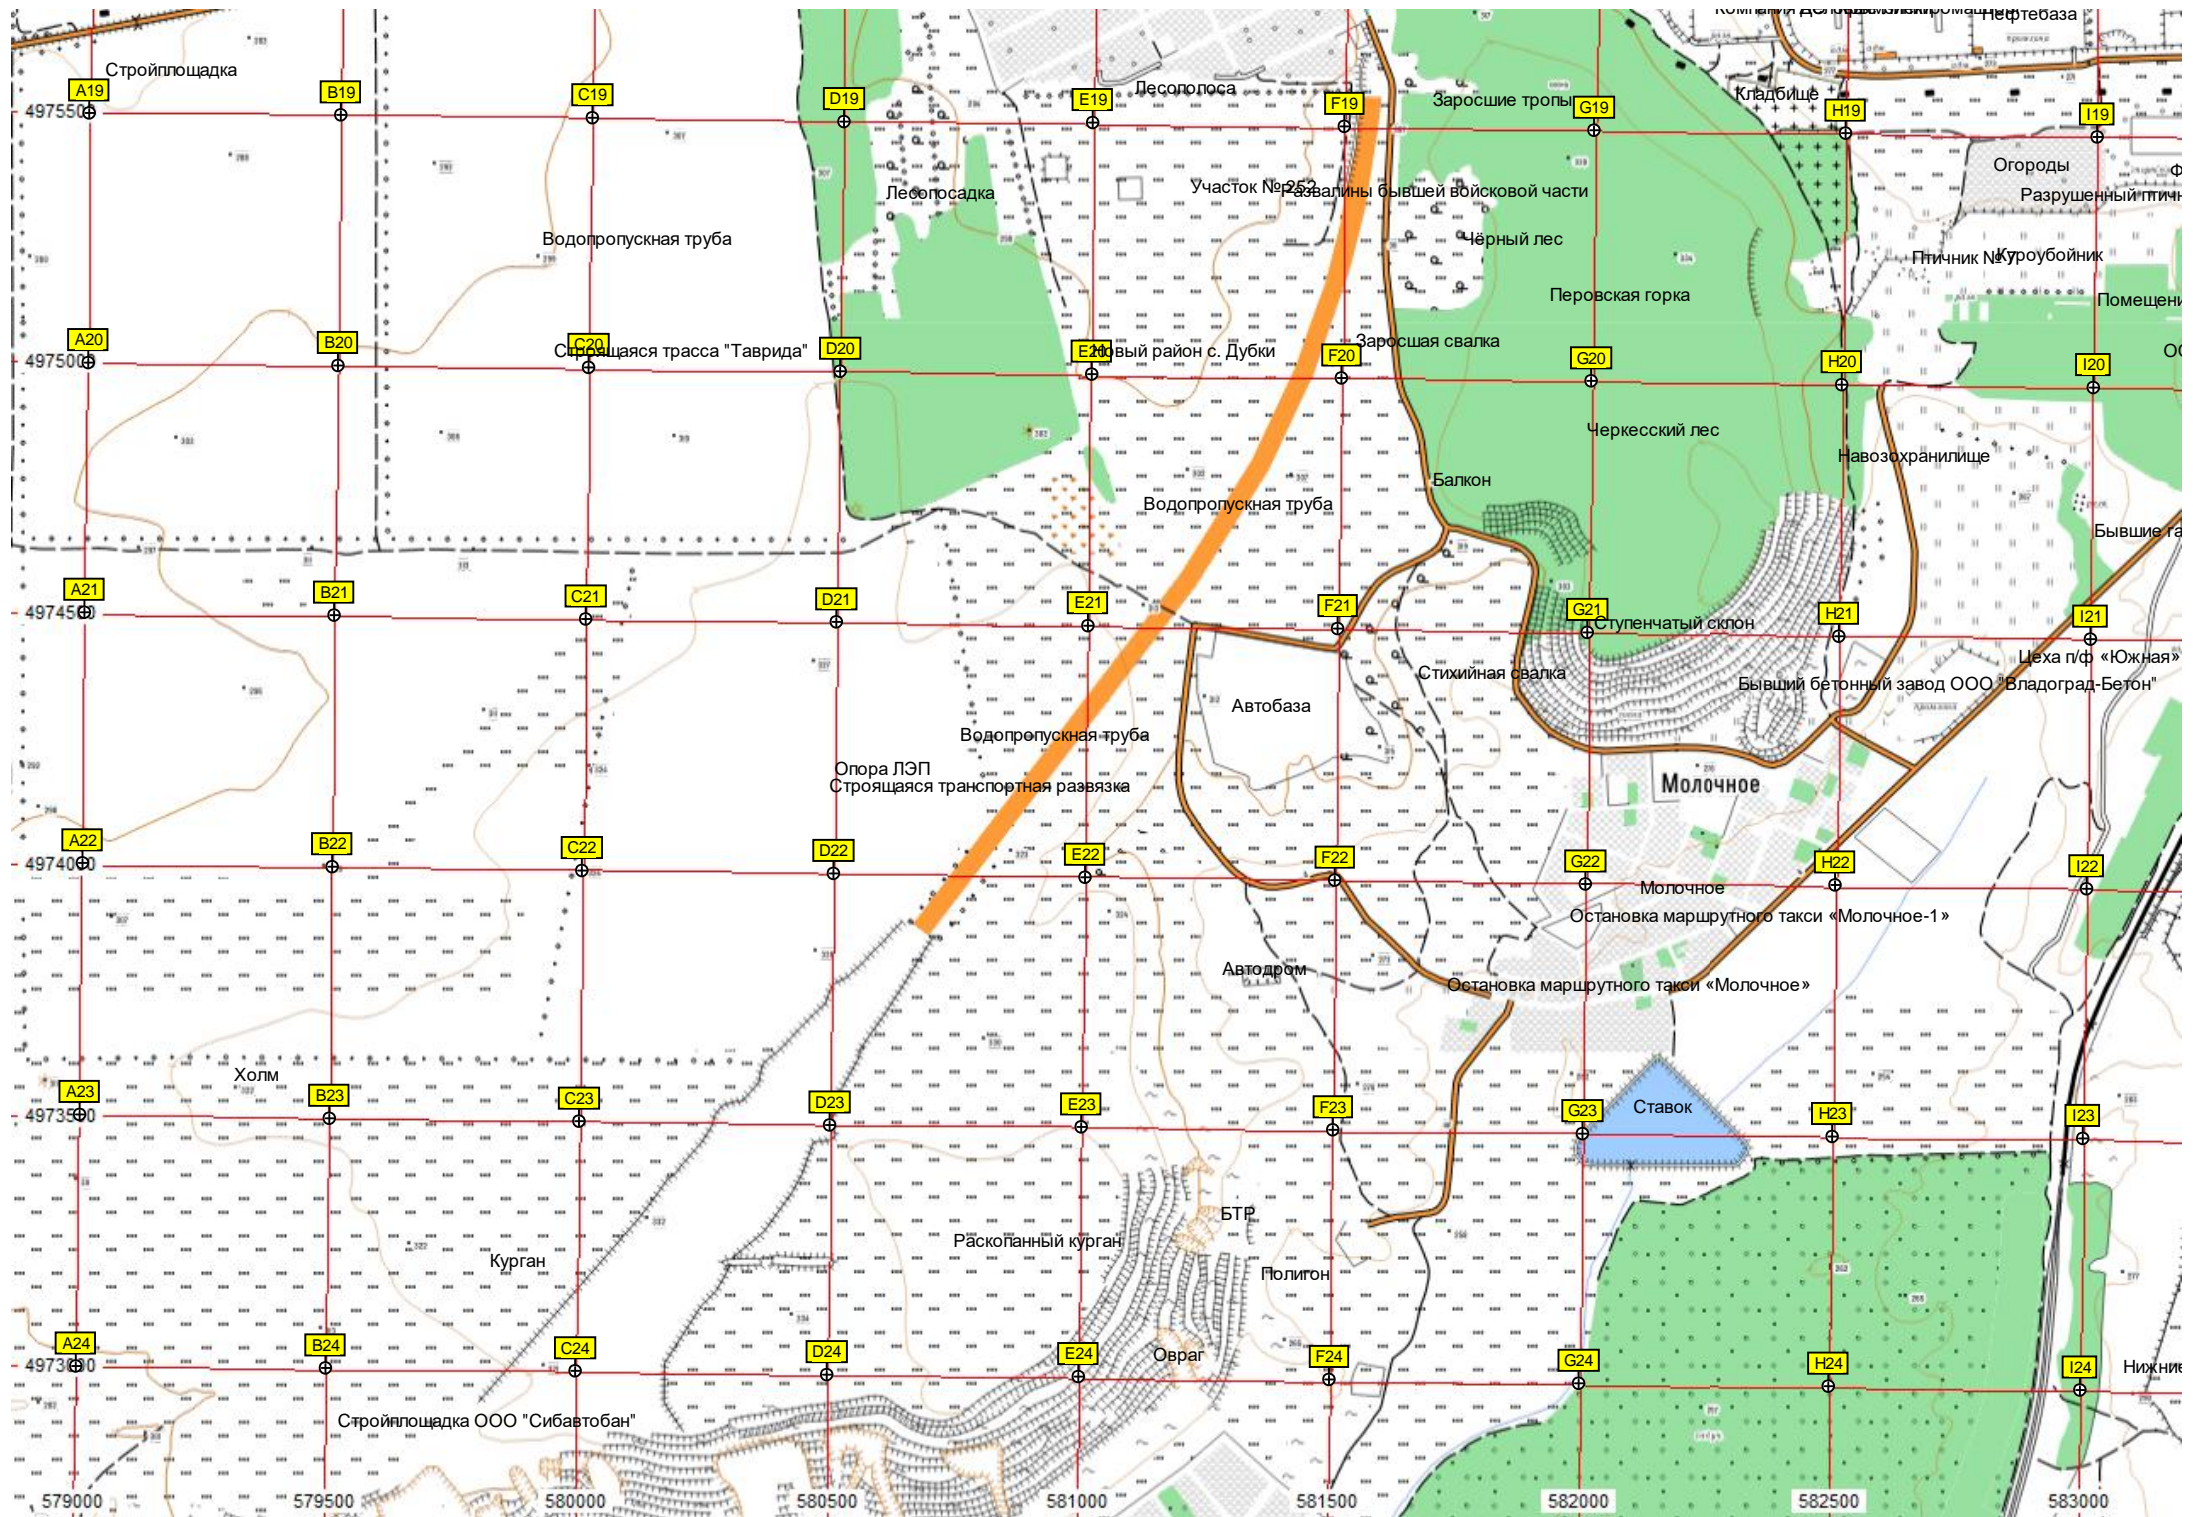 Нефтебаза
Стройплощадка
A19
B19
C19
D19
E19
Лесополоса
F19
Заросшие тропы
G19
Кладбище
H19
I19
Огороды
Лесопосадка
Участок № 252
Развалины бывшей войсковой части
Водопропускная труба
Чёрный лес
Птичник № 7
Куроубойник
Перовская горка
A20
4975000
B20
C20
Строящаяся трасса "Таврида"
D20
Новый район с. Дубки
F20
Заросшая свалка
G20
H20
I20
Черкесский лес
Навозохранилище
Балкон
Водопропускная труба
A21
B21
C21
D21
E21
F21
G21
Ступенчатый склон
H21
I21
Цеха п/ф «Южная»
Стихийная свалка
Бывший бетонный завод ООО "Владоград-Бетон"
Автобаза
Водопропускная труба
Опора ЛЭП
Строящаяся транспортная развязка
Молочное
A22
4974000
B22
C22
D22
E22
F22
G22
H22
I22
Молочное
Остановка маршрутного такси «Молочное-1»
Автодром
Остановка маршрутного такси «Молочное»
Холм
A23
4973500
B23
C23
D23
E23
F23
G23
Ставок
H23
I23
БТР
Раскопанный курган
Курган
Полигон
A24
4973000
B24
C24
D24
E24
Овраг
F24
G24
H24
I24
Стройплощадка ООО "Сибавтобан"
579000
579500
580000
580500
581000
581500
582000
582500
583000